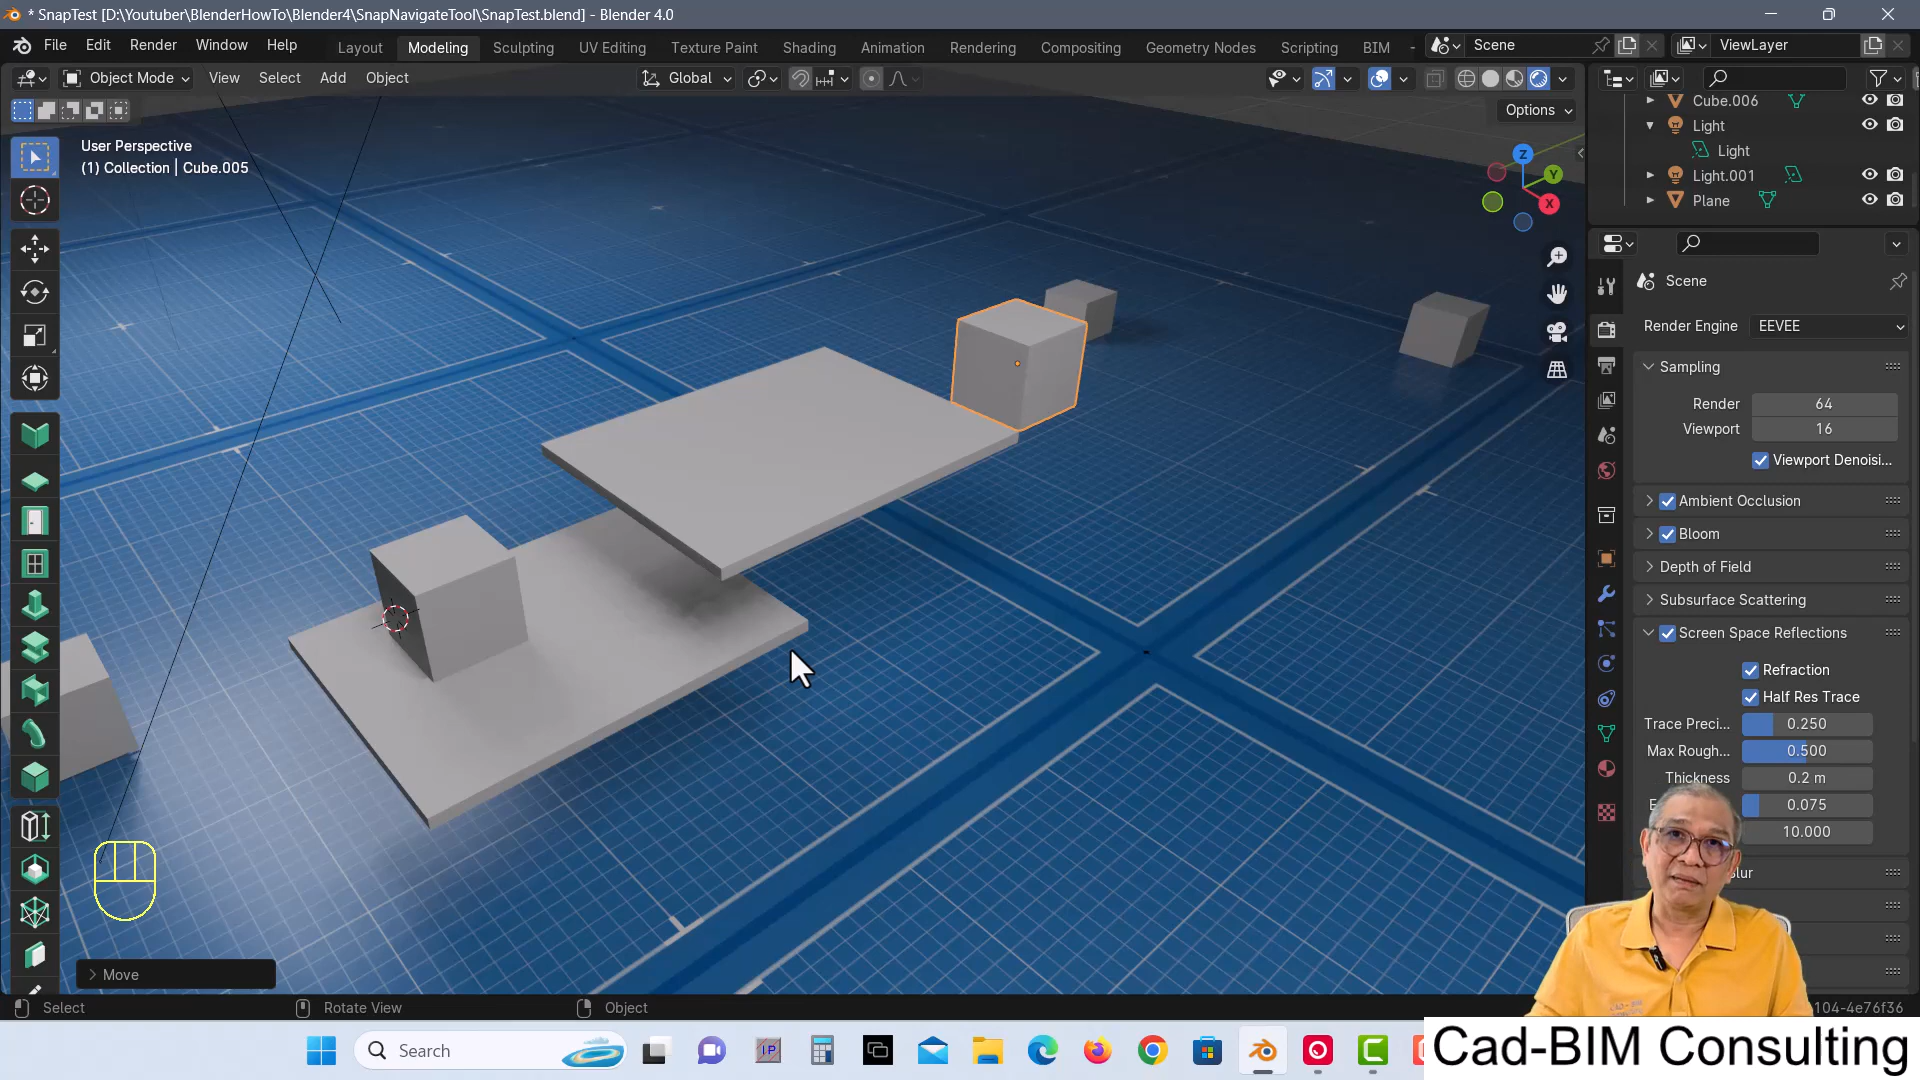 * SnapTest [D:\Youtuber\BlenderHowTo\Blender4\SnapNavigateTool\SnapTest.blend] - Blender 4.0
File Edit Render Window Help Layout Modeling Sculpting UV Editing Texture Paint Shading Animation Rendering Compositing Geometry Nodes Scripting BIM Scene ViewLayer
Object Mode View Select Add Object Global
Options
User Perspective
(1) Collection | Cube.005
Z
Y
X
Cube.006
Light
Light
Light.001
Plane
Scene
Render Engine EEVEE
Sampling
Render 64
Viewport 16
Viewport Denoisi...
Ambient Occlusion
Bloom
Depth of Field
Subsurface Scattering
Screen Space Reflections
Refraction
Half Res Trace
Trace Preci... 0.250
Max Rough... 0.500
Thickness 0.2 m
0.075
10.000
Move
Select Rotate View Object
Search
IP
Cad-BIM Consulting